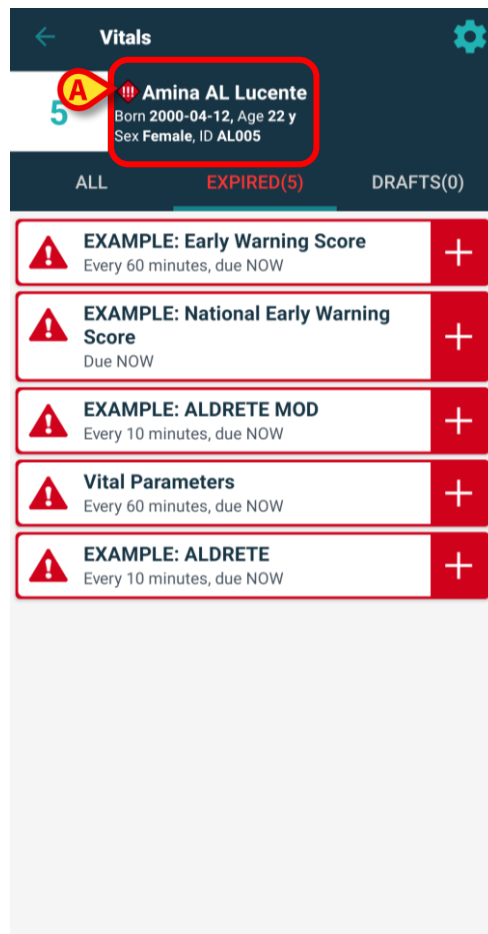 Vitals
A
5
Amina AL Lucente
Born 2000-04-12, Age 22 y
Sex Female, ID AL005
ALL EXPIRED(5) DRAFTS(0)
EXAMPLE: Early Warning Score
Every 60 minutes, due NOW
EXAMPLE: National Early Warning
Score
Due NOW
EXAMPLE: ALDRETE MOD
Every 10 minutes, due NOW
Vital Parameters
Every 60 minutes, due NOW
EXAMPLE: ALDRETE
Every 10 minutes, due NOW